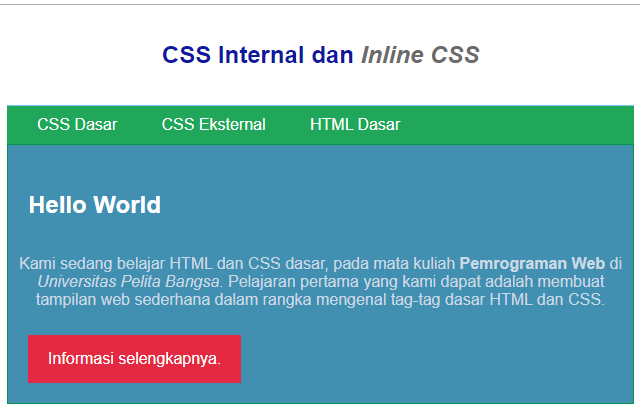 CSS Internal dan Inline CSS
CSS Dasar CSS Eksternal HTML Dasar
Hello World
Kami sedang belajar HTML dan CSS dasar, pada mata kuliah Pemrograman Web di
Universitas Pelita Bangsa. Pelajaran pertama yang kami dapat adalah membuat
tampilan web sederhana dalam rangka mengenal tag-tag dasar HTML dan CSS.
Informasi selengkapnya.